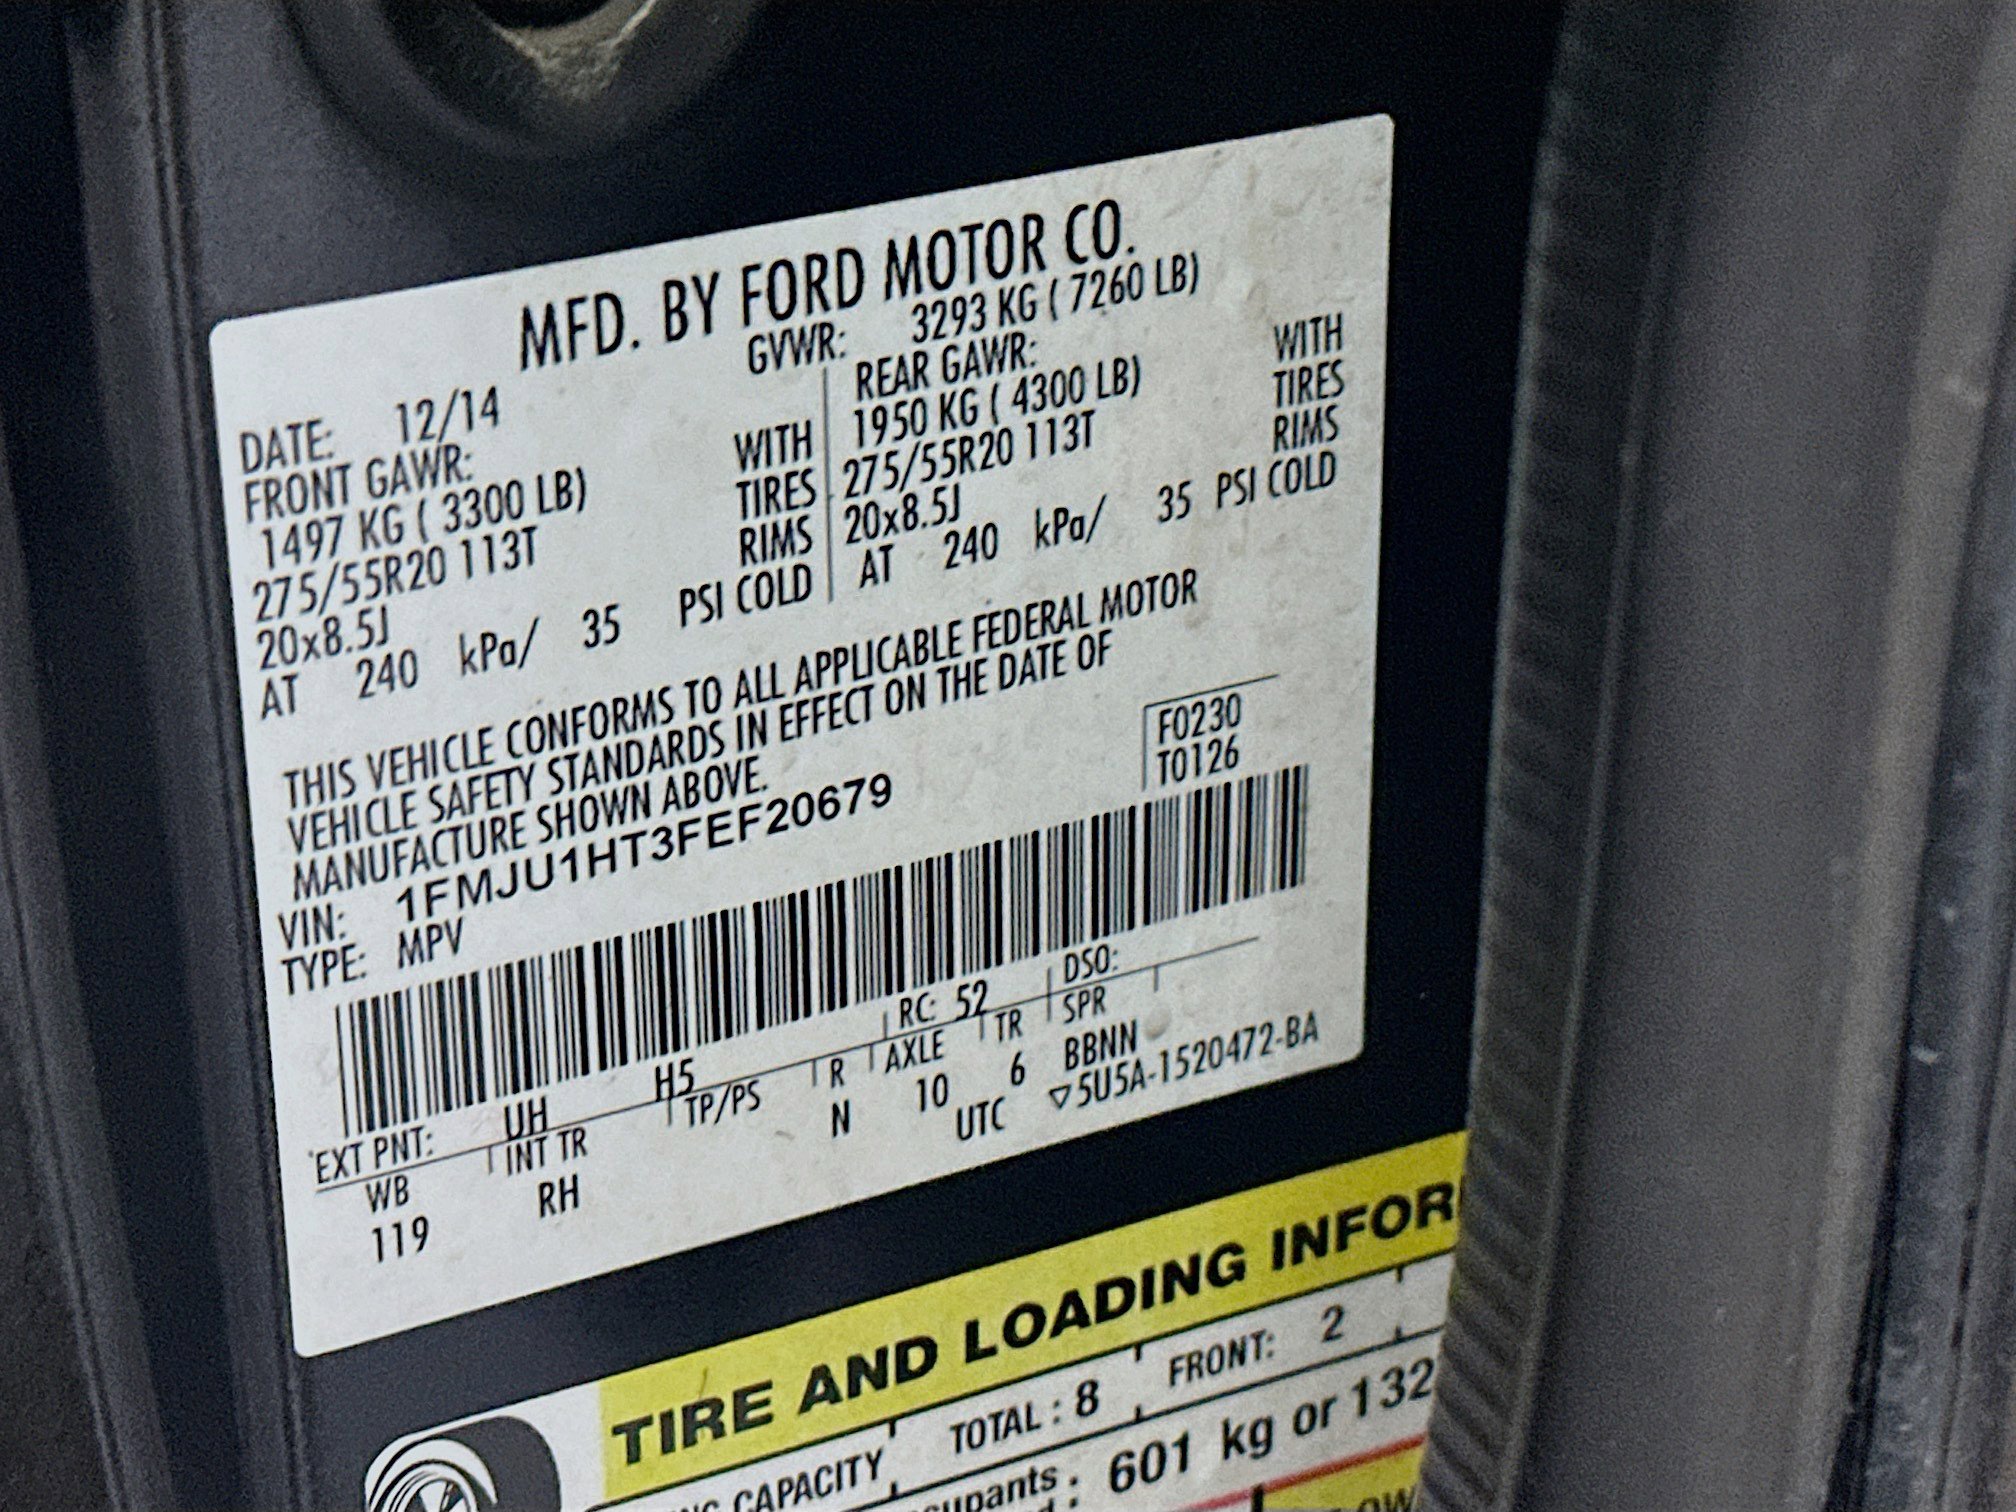 MFD. BY FORD MOTOR CO.
DATE: 12/14 GVWR: 3293 KG ( 7260 LB)
FRONT GAWR: REAR GAWR:
1497 KG ( 3300 LB) WITH 1950 KG ( 4300 LB) WITH
275/55R20 113T TIRES 275/55R20 113T TIRES
20x8.5J RIMS 20x8.5J RIMS
AT 240 kPa/ 35 PSI COLD AT 240 kPa/ 35 PSI COLD
THIS VEHICLE CONFORMS TO ALL APPLICABLE FEDERAL MOTOR
VEHICLE SAFETY STANDARDS IN EFFECT ON THE DATE OF
MANUFACTURE SHOWN ABOVE.
F0230
T0126
VIN: 1FMJU1HT3FEF20679
TYPE: MPV
EXT PNT: UH H5 RC: 52 DSO:
WB INT TR TP/PS R AXLE TR SPR
119 RH N 10 6 BBNN
UTC ▽5U5A-1520472-BA
TIRE AND LOADING INFOR
CAPACITY TOTAL : 8 FRONT: 2
601 kg or 132